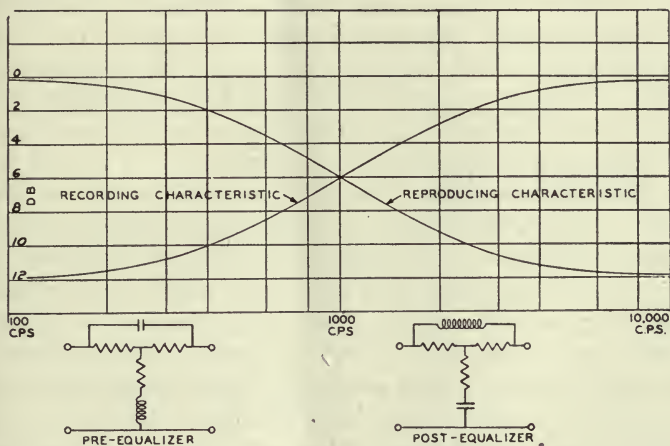 0
2
4
6
DB
8
10
12
RECORDING CHARACTERISTIC
REPRODUCING CHARACTERISTIC
100
CPS
1000
CPS
10,000
C.P.S.
PRE-EQUALIZER
POST-EQUALIZER